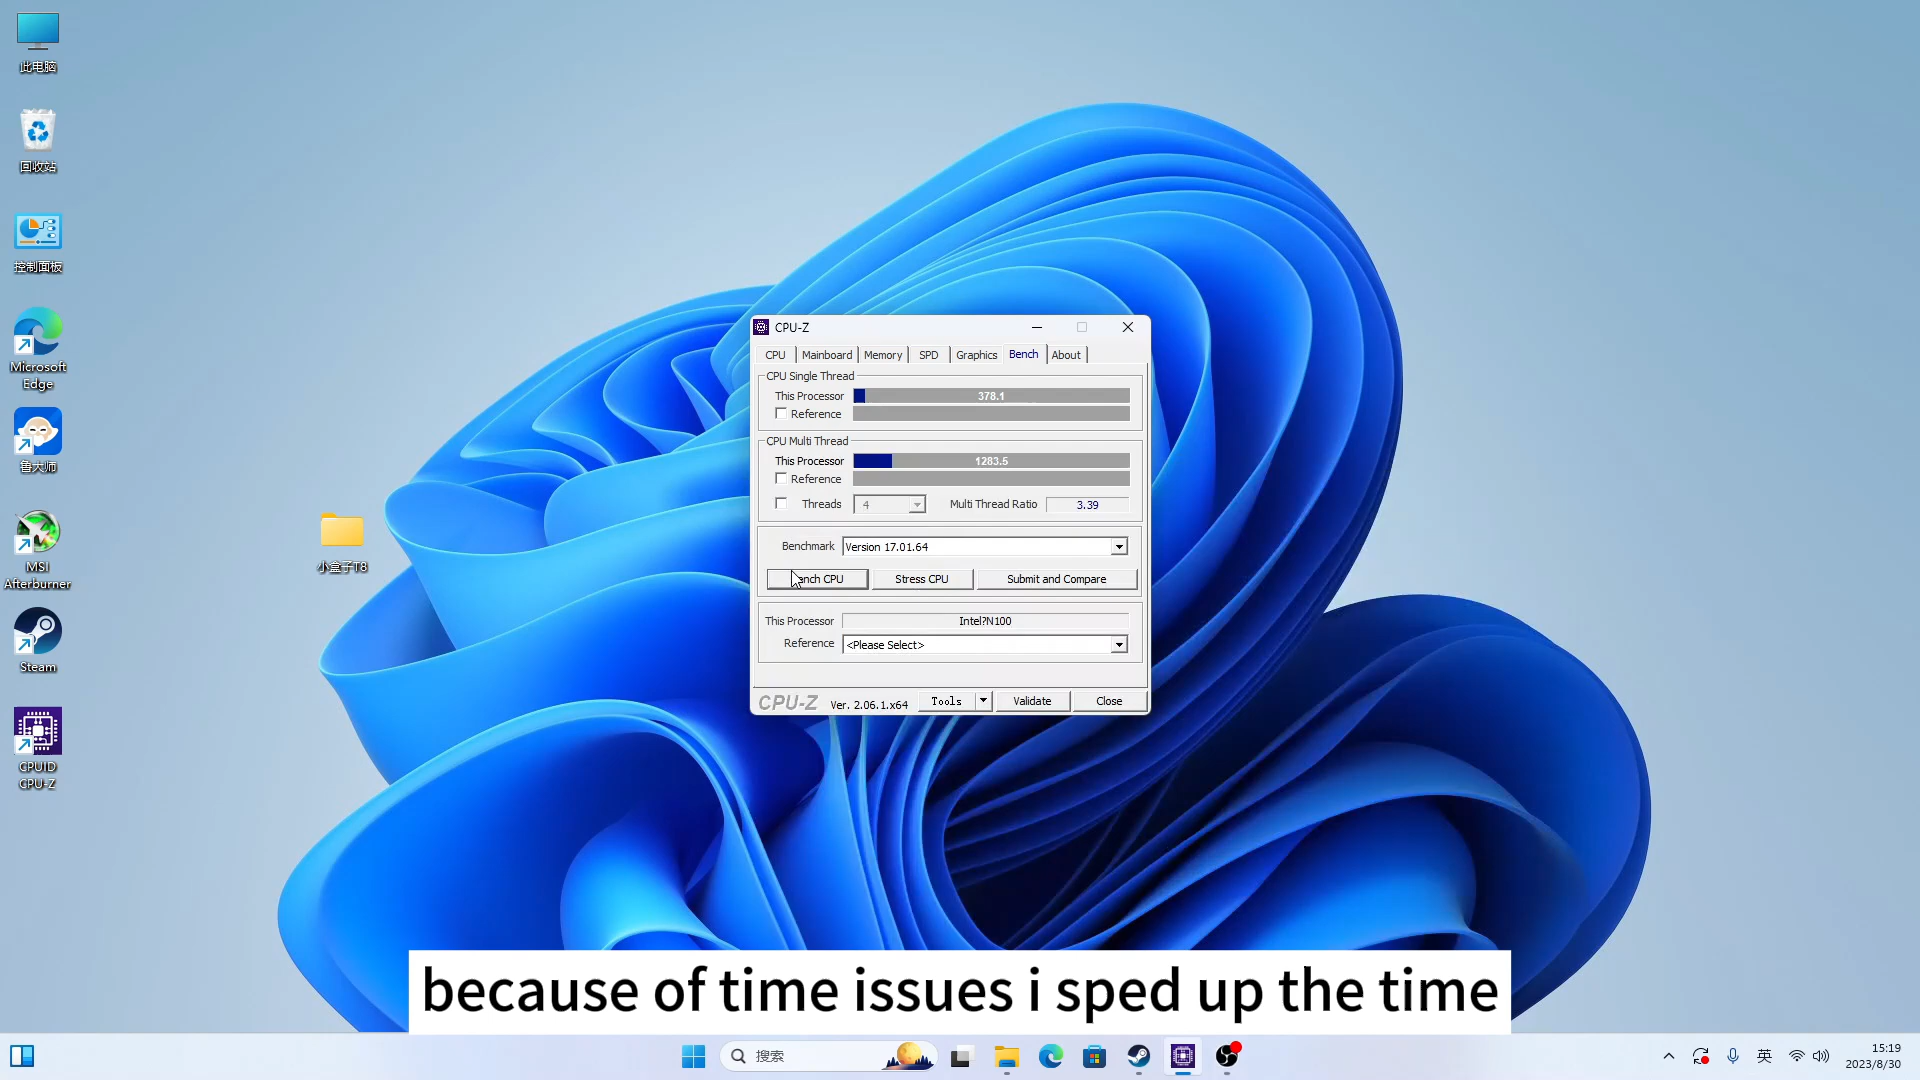 此电脑
回收站
控制面板
Microsoft
Edge
鲁大师
MSI
Afterburner
Steam
CPUID
CPU-Z
小盒子T8
CPU-Z
CPU Mainboard Memory SPD Graphics Bench About
CPU Single Thread
This Processor 378.1
Reference
CPU Multi Thread
This Processor 1283.5
Reference
Threads 4 Multi Thread Ratio 3.39
Benchmark Version 17.01.64
nch CPU Stress CPU Submit and Compare
This Processor Intel?N100
Reference <Please Select>
CPU-Z Ver. 2.06.1.x64 Tools Validate Close
because of time issues i sped up the time
搜索
英
15:19
2023/8/30